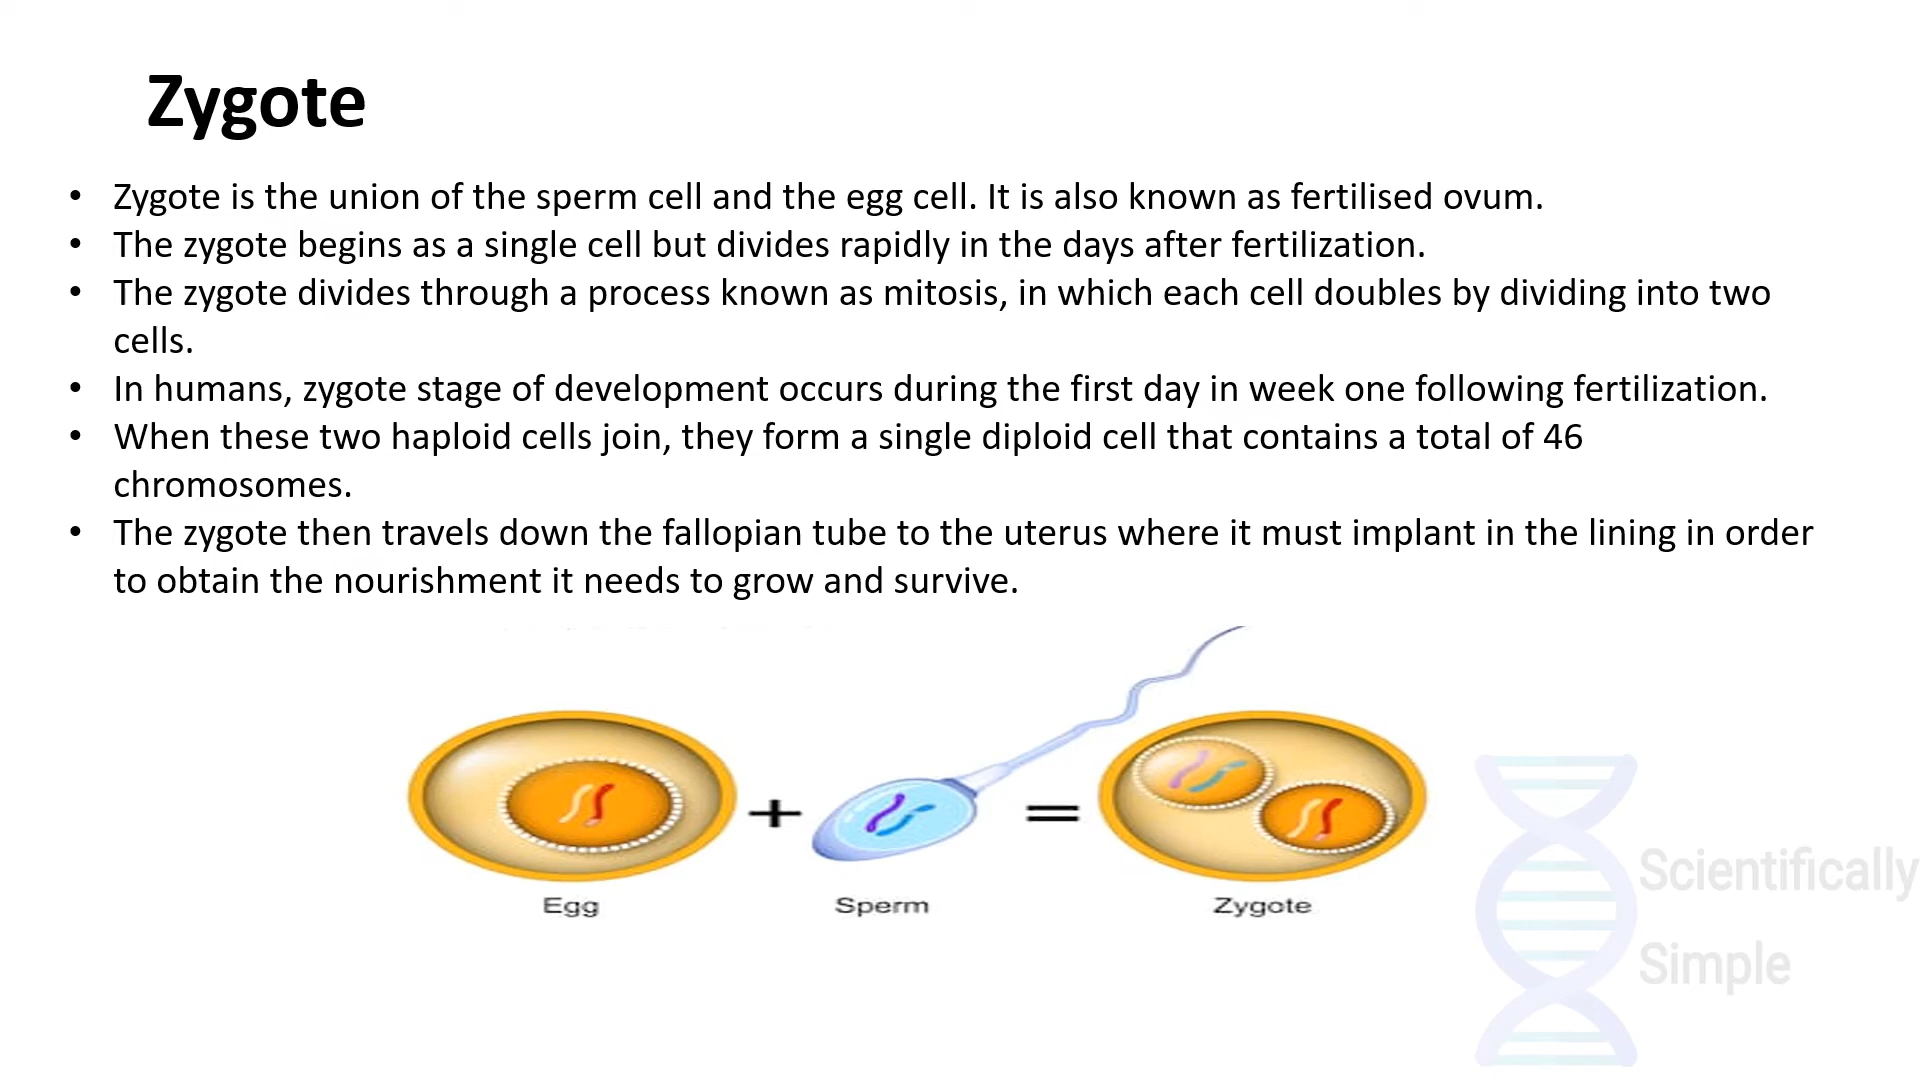 Zygote
• Zygote is the union of the sperm cell and the egg cell. It is also known as fertilised ovum.
• The zygote begins as a single cell but divides rapidly in the days after fertilization.
• The zygote divides through a process known as mitosis, in which each cell doubles by dividing into two
cells.
• In humans, zygote stage of development occurs during the first day in week one following fertilization.
• When these two haploid cells join, they form a single diploid cell that contains a total of 46
chromosomes.
• The zygote then travels down the fallopian tube to the uterus where it must implant in the lining in order
to obtain the nourishment it needs to grow and survive.
+
=
Egg
Sperm
Zygote
Scientifically
Simple